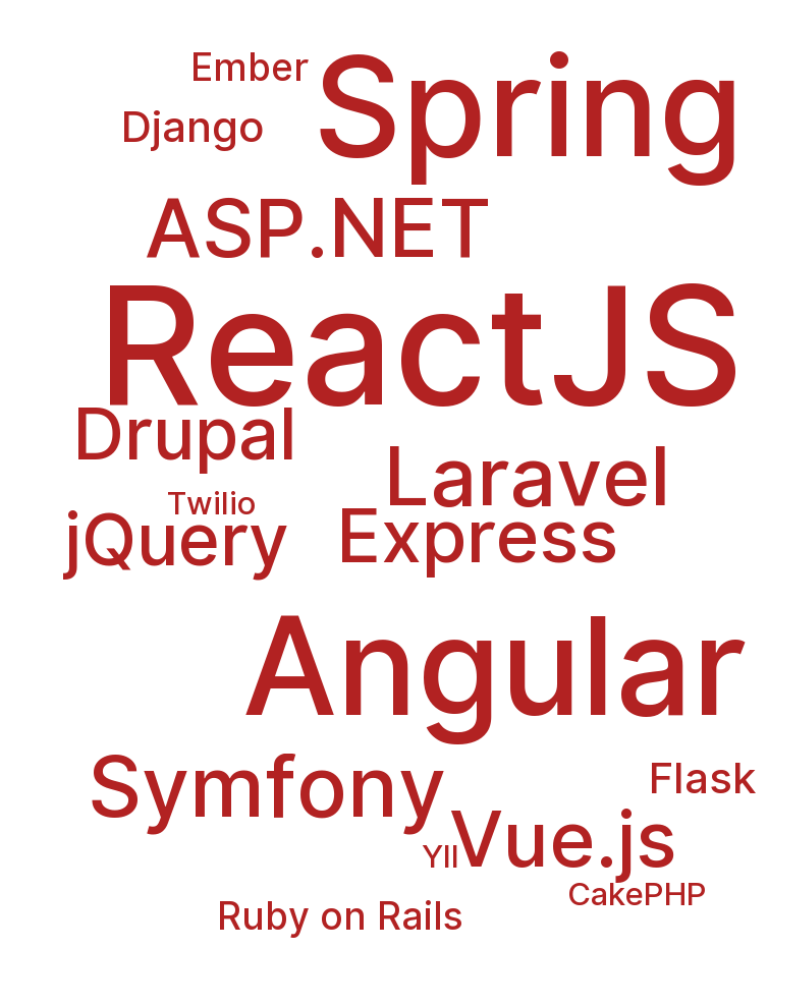 Ember
Spring
Django
ASP.NET
ReactJS
Drupal
Laravel
Twilio
jQuery
Express
Angular
Symfony
Flask
Vue.js
YII
CakePHP
Ruby on Rails